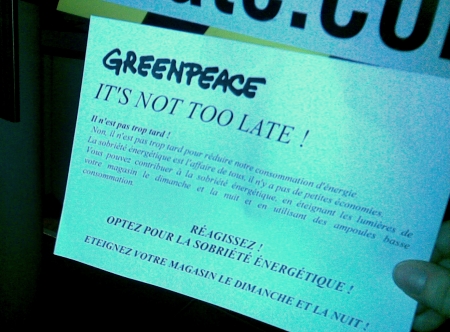 GREENPEACE
IT'S NOT TOO LATE !
Il n'est pas trop tard !
Non, il n'est pas trop tard pour réduire notre consommation d'énergie.
La sobriété énergétique est l'affaire de tous, il n'y a pas de petites économies.
Vous pouvez contribuer à la sobriété énergétique, en éteignant les lumières de
votre magasin le dimanche et la nuit et en utilisant des ampoules basse
consommation.
RÉAGISSEZ !
OPTEZ POUR LA SOBRIÉTÉ ÉNERGÉTIQUE !
ETEIGNEZ VOTRE MAGASIN LE DIMANCHE ET LA NUIT !